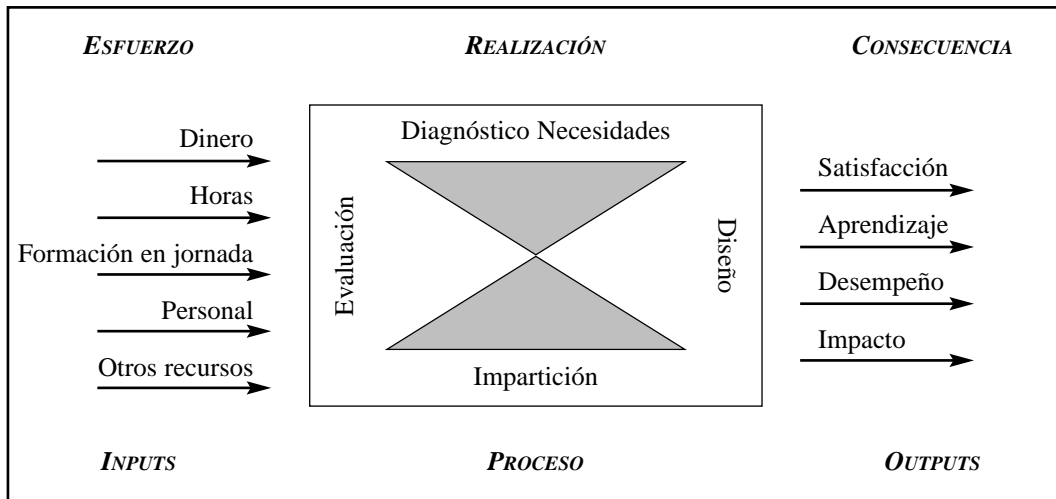 ESFUERZO
REALIZACIÓN
CONSECUENCIA
Dinero
Horas
Formación en jornada
Personal
Otros recursos
Diagnóstico Necesidades
Evaluación
Diseño
Impartición
Satisfacción
Aprendizaje
Desempeño
Impacto
INPUTS
PROCESO
OUTPUTS